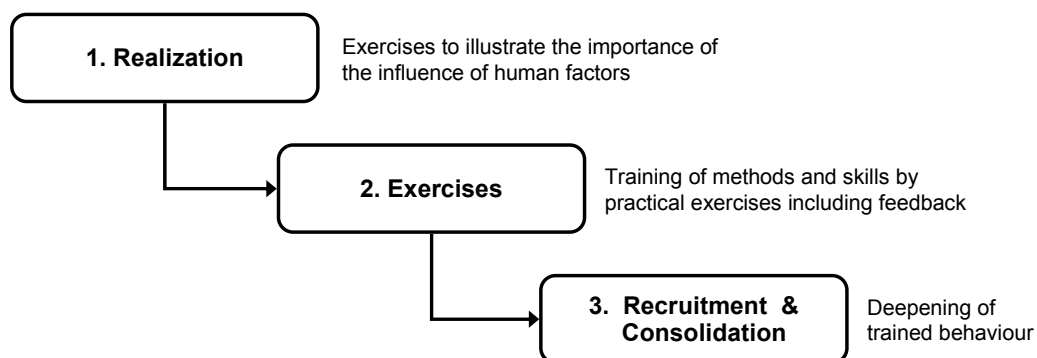 1. Realization
Exercises to illustrate the importance of
the influence of human factors
2. Exercises
Training of methods and skills by
practical exercises including feedback
3. Recruitment &
Consolidation
Deepening of
trained behaviour